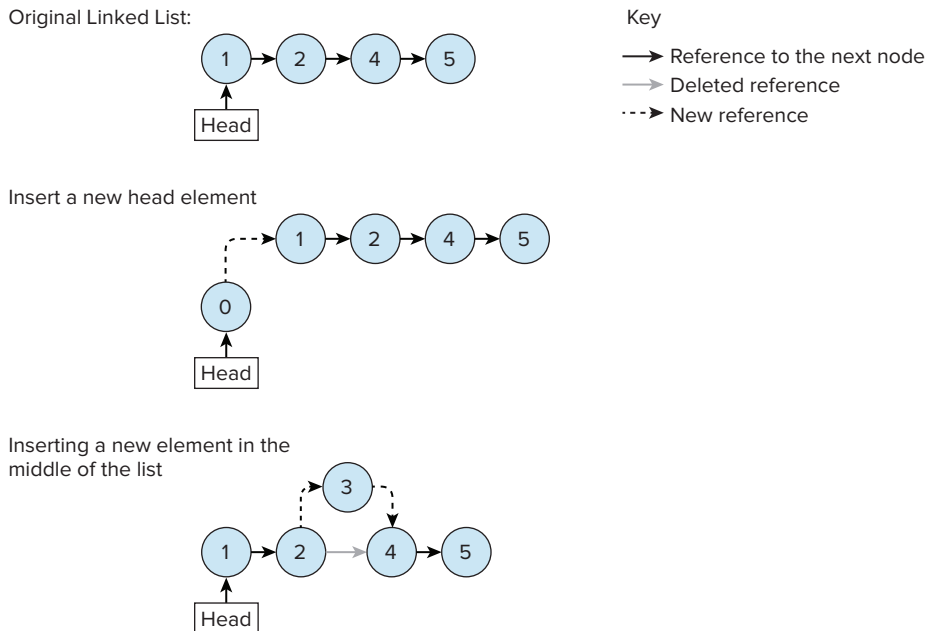 Original Linked List:
1 2 4 5
Head
Key
Reference to the next node
Deleted reference
New reference
Insert a new head element
1 2 4 5
0
Head
Inserting a new element in the
middle of the list
3
1 2 4 5
Head